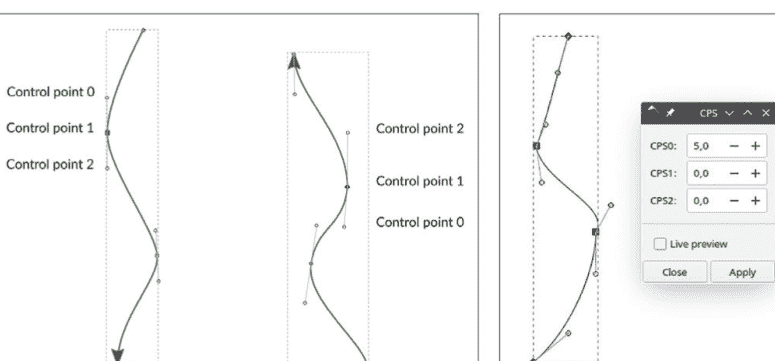 Control point 0
Control point 1
Control point 2
Control point 2
Control point 1
Control point 0
CPS
CPS0: 5,0 − +
CPS1: 0,0 − +
CPS2: 0,0 − +
Live preview
Close Apply